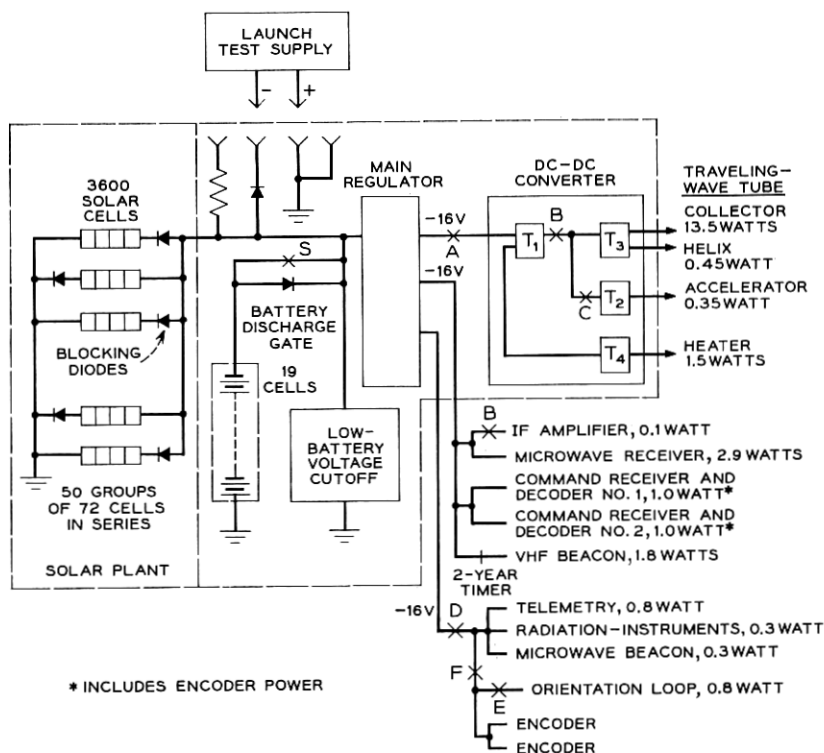 LAUNCH
TEST SUPPLY
-
+
3600
SOLAR
CELLS
BLOCKING
DIODES
50 GROUPS
OF 72 CELLS
IN SERIES
SOLAR PLANT
S
BATTERY
DISCHARGE
GATE
19
CELLS
LOW-
BATTERY
VOLTAGE
CUTOFF
MAIN
REGULATOR
-16V
A
-16V
DC-DC
CONVERTER
T1
B
T3
C
T2
T4
TRAVELING-
WAVE TUBE
COLLECTOR
13.5 WATTS
HELIX
0.45 WATT
ACCELERATOR
0.35 WATT
HEATER
1.5 WATTS
B
IF AMPLIFIER, 0.1 WATT
MICROWAVE RECEIVER, 2.9 WATTS
COMMAND RECEIVER AND
DECODER NO. 1, 1.0 WATT*
COMMAND RECEIVER AND
DECODER NO. 2, 1.0 WATT*
VHF BEACON, 1.8 WATTS
2-YEAR
TIMER
-16V
D
TELEMETRY, 0.8 WATT
RADIATION-INSTRUMENTS, 0.3 WATT
MICROWAVE BEACON, 0.3 WATT
F
E
ORIENTATION LOOP, 0.8 WATT
ENCODER
ENCODER
* INCLUDES ENCODER POWER